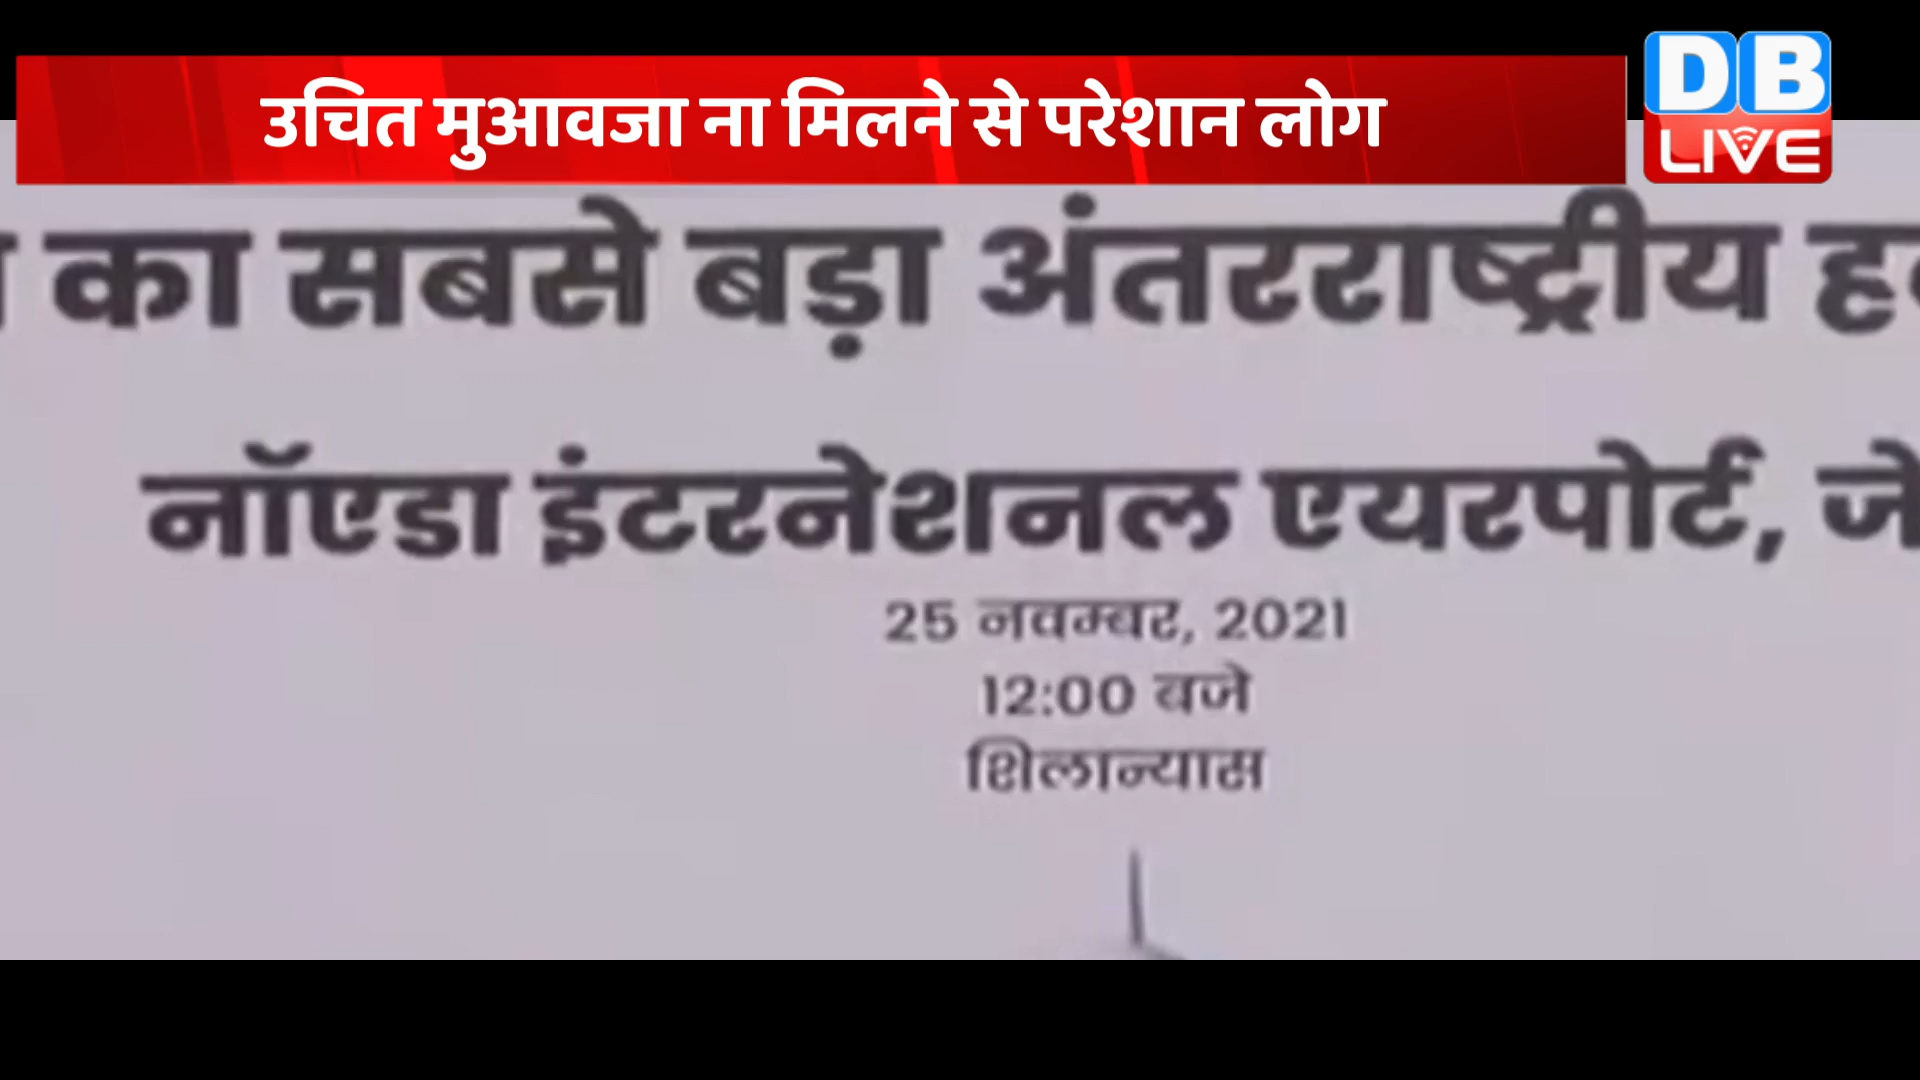 उचित मुआवजा ना मिलने से परेशान लोग
DB
LIVE
का सबसे बड़ा अंतरराष्ट्रीय
नॉएडा इंटरनेशनल एयरपोर्ट,
25 नवम्बर, 2021
12:00 बजे
शिलान्यास